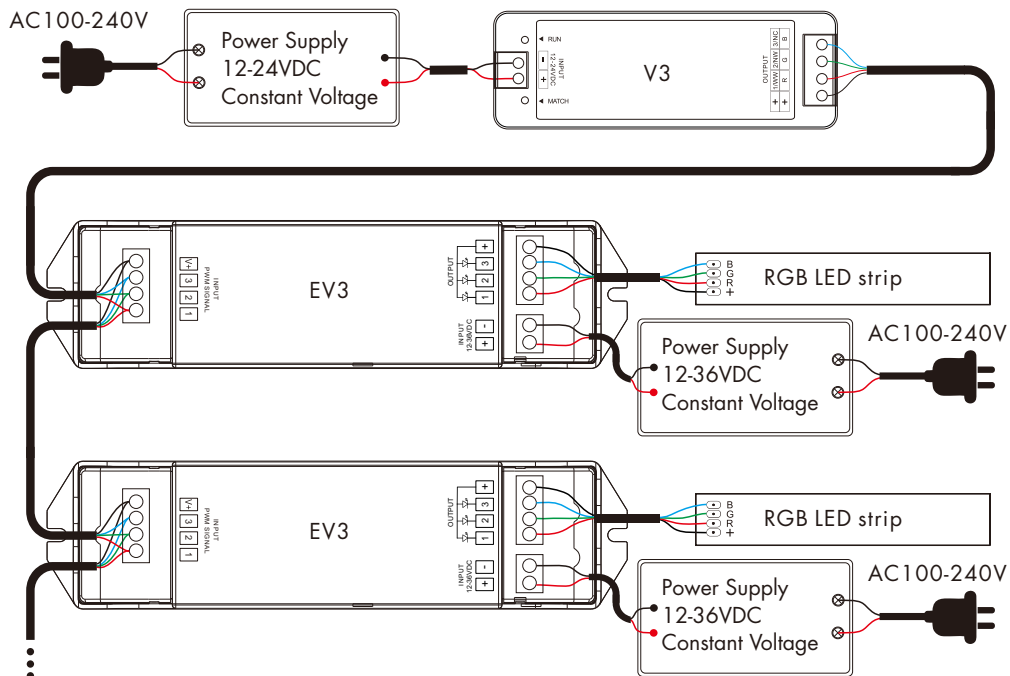 AC100-240V
Power Supply
12-24VDC
Constant Voltage
RUN
- +
INPUT
12-24VDC
MATCH
V3
OUTPUT
1/WW 2/NW 3/NC
+ R G B
+
V+
3
2
1
INPUT
PWM SIGNAL
EV3
OUTPUT
+
3
2
1
INPUT
12-36VDC
-
+
B
G
R
+
RGB LED strip
Power Supply
12-36VDC
Constant Voltage
AC100-240V
V+
3
2
1
INPUT
PWM SIGNAL
EV3
OUTPUT
+
3
2
1
INPUT
12-36VDC
-
+
B
G
R
+
RGB LED strip
Power Supply
12-36VDC
Constant Voltage
AC100-240V